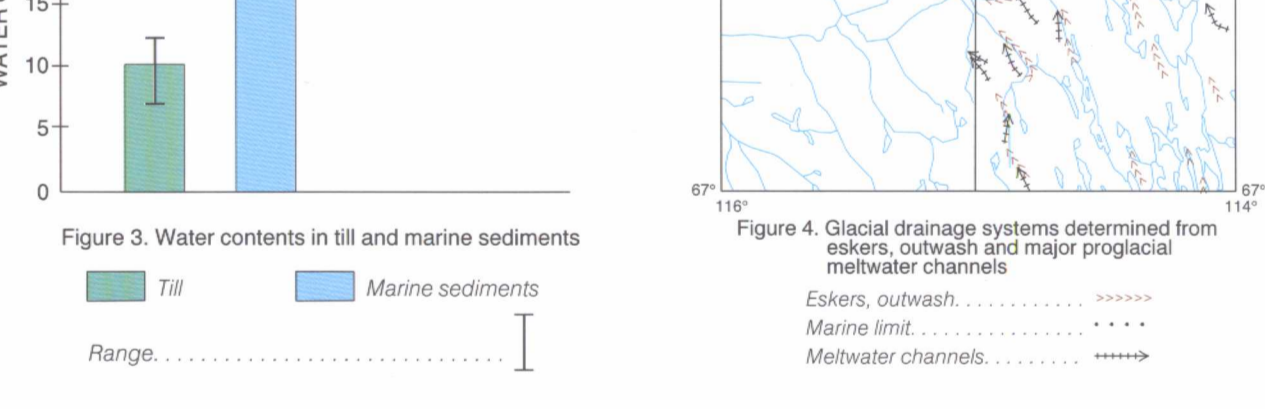 15
10
5
0
Figure 3. Water contents in till and marine sediments
Till
Marine sediments
Range
67°
67°
116°
114°
Figure 4. Glacial drainage systems determined from
eskers, outwash and major proglacial
meltwater channels
Eskers, outwash. . . . . . . . . . . . >>>>>>
Marine limit. . . . . . . . . . . . . . . .
Meltwater channels. . . . . . . . .